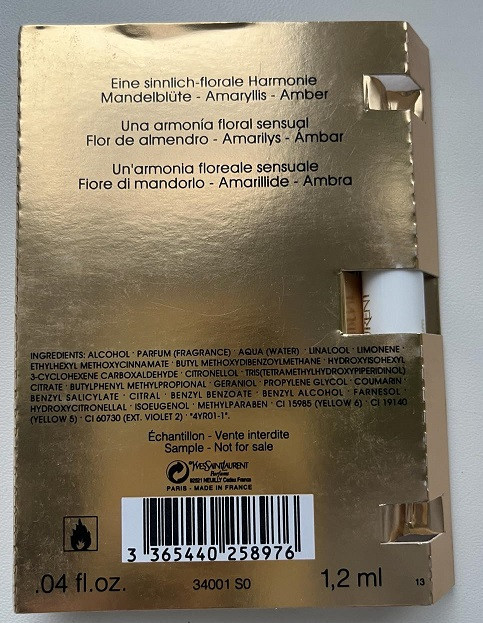 Eine sinnlich-florale Harmonie
Mandelblüte - Amaryllis - Amber
Una armonía floral sensual
Flor de almendro - Amarilys - Ámbar
Un'armonia floreale sensuale
Fiore di mandorlo - Amarillide - Ambra
INGREDIENTS: ALCOHOL · PARFUM (FRAGRANCE) · AQUA (WATER) · LINALOOL · LIMONENE ·
ETHYLHEXYL METHOXYCINNAMATE · BUTYL METHOXYDIBENZOYLMETHANE · HYDROXYISOHEXYL
3-CYCLOHEXENE CARBOXALDEHYDE · CITRONELLOL · TRIS(TETRAMETHYLHYDROXYPIPERIDINOL)
CITRATE · BUTYLPHENYL METHYLPROPIONAL · GERANIOL · PROPYLENE GLYCOL · COUMARIN ·
BENZYL SALICYLATE · CITRAL · BENZYL BENZOATE · BENZYL ALCOHOL · FARNESOL ·
HYDROXYCITRONELLAL · ISOEUGENOL · METHYLPARABEN · CI 15985 (YELLOW 6) · CI 19140
(YELLOW 5) · CI 60730 (EXT. VIOLET 2) · "4YR01-1".
Échantillon - Vente interdite
Sample - Not for sale
YVESSAINTLAURENT
Parfums
92521 NEUILLY Cedex France
PARIS - MADE IN FRANCE
3 365440 258976
.04 fl.oz.
34001 S0
1,2 ml
13